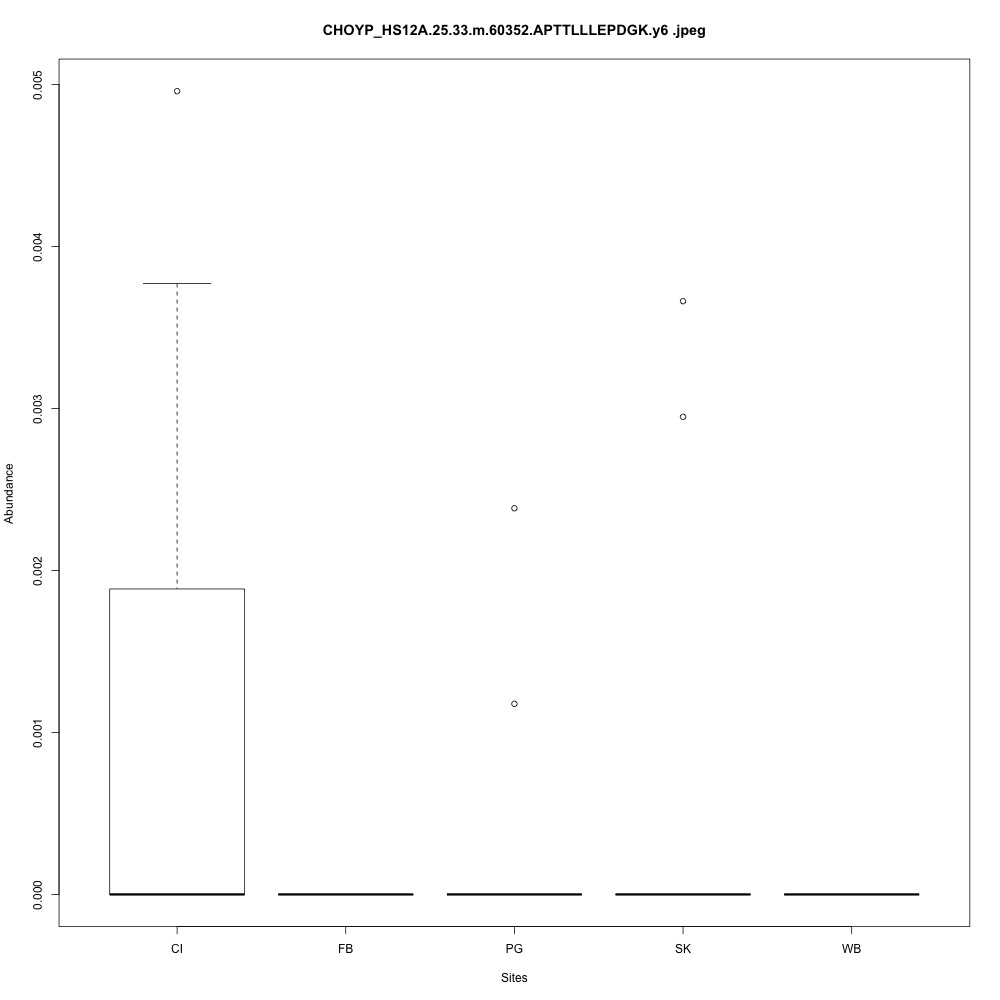 CHOYP_HS12A.25.33.m.60352.APTTLLLEPDGK.y6 .jpeg
0.005
0.004
0.003
0.002
0.001
0.000
Abundance
CI FB PG SK WB
Sites